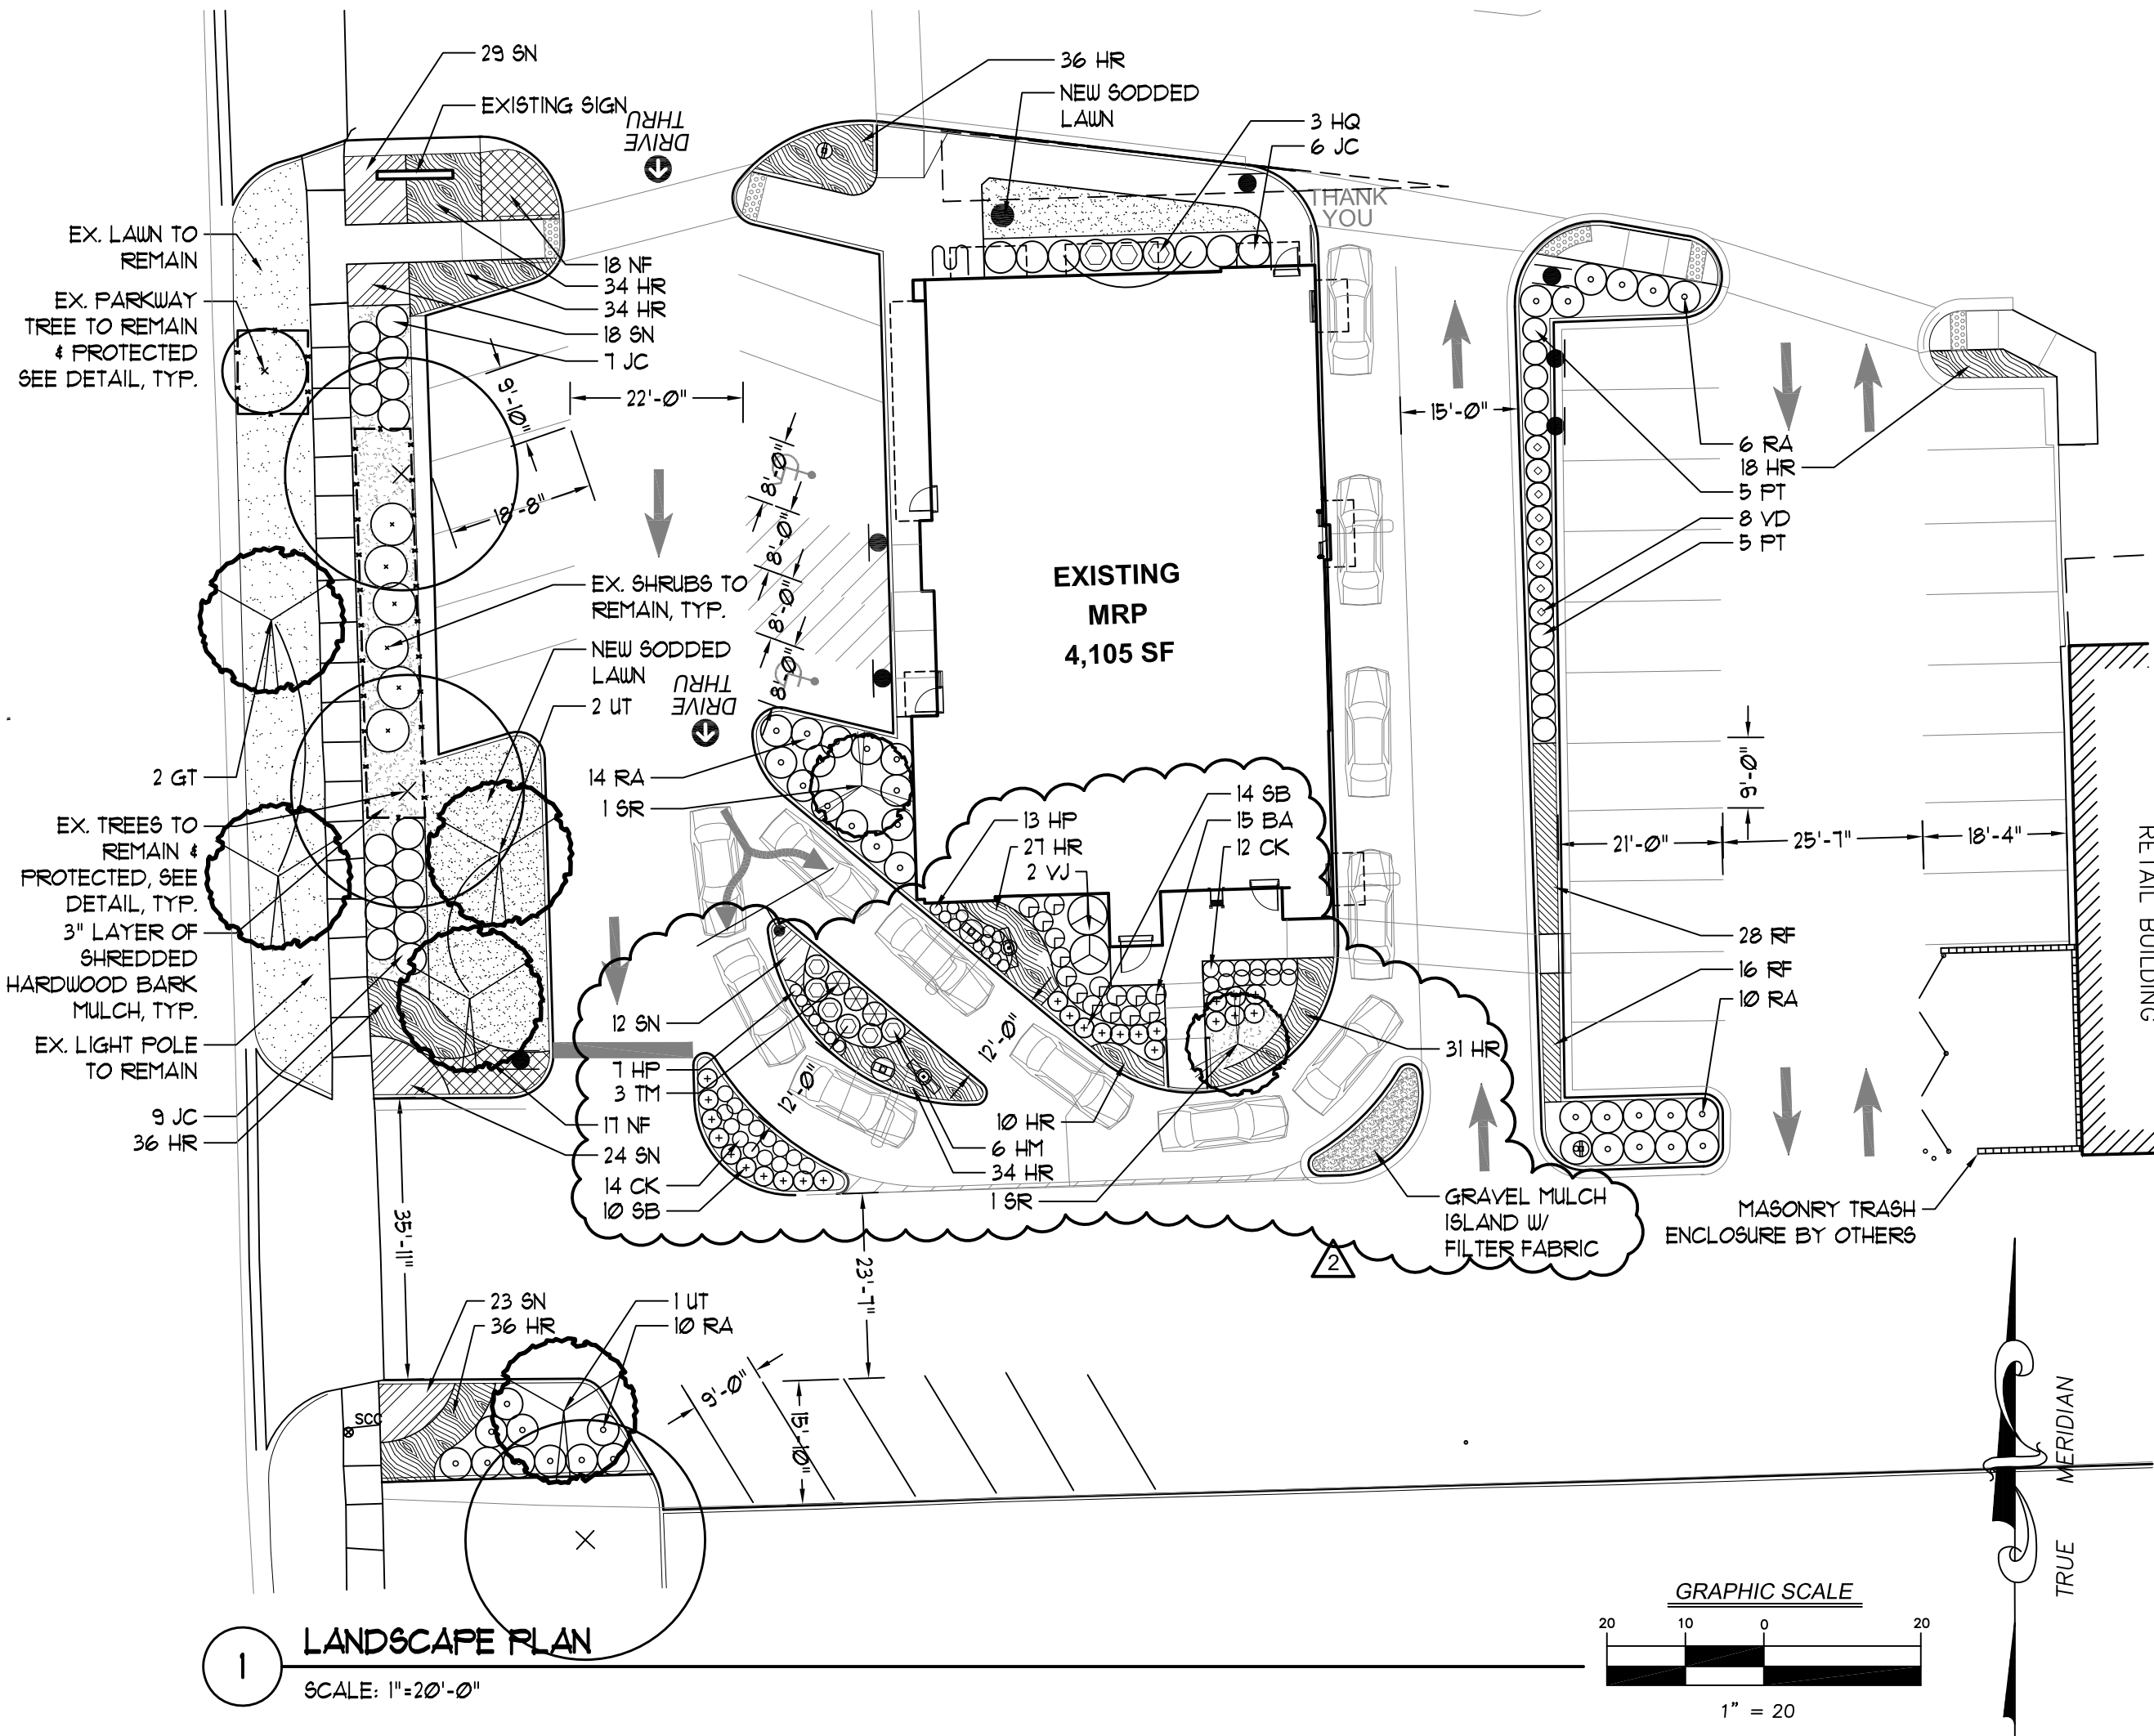 29 SN
EXISTING SIGN
DRIVE
THRU
36 HR
NEW SODDED
LAWN
3 HQ
6 JC
THANK
YOU
EX. LAWN TO
REMAIN
EX. PARKWAY
TREE TO REMAIN
& PROTECTED
SEE DETAIL, TYP.
18 NF
34 HR
34 HR
18 SN
7 JC
9'-10"
22'-0"
18'-8"
8'-0"
8'-0"
8'-0"
8'-0"
15'-0"
6 RA
18 HR
5 PT
8 VD
5 PT
EXISTING
MRP
4,105 SF
EX. SHRUBS TO
REMAIN, TYP.
NEW SODDED
LAWN
2 UT
DRIVE
THRU
2 GT
14 RA
1 SR
EX. TREES TO
REMAIN &
PROTECTED, SEE
DETAIL, TYP.
3" LAYER OF
SHREDDED
HARDWOOD BARK
MULCH, TYP.
EX. LIGHT POLE
TO REMAIN
9 JC
36 HR
13 HP
27 HR
2 VJ
14 SB
15 BA
12 CK
9'-0"
21'-0"
25'-7"
18'-4"
RETAIL BUILDING
28 RF
16 RF
10 RA
12 SN
7 HP
3 TM
17 NF
24 SN
14 CK
10 SB
12'-0"
12'-0"
10 HR
6 HM
34 HR
1 SR
31 HR
GRAVEL MULCH
ISLAND W/
FILTER FABRIC
2
MASONRY TRASH
ENCLOSURE BY OTHERS
35'-11"
23'-7"
23 SN
36 HR
1 UT
10 RA
SCC
9'-0"
15'-10"
TRUE MERIDIAN
1
LANDSCAPE PLAN
SCALE: 1"=20'-0"
GRAPHIC SCALE
20 10 0 20
1" = 20